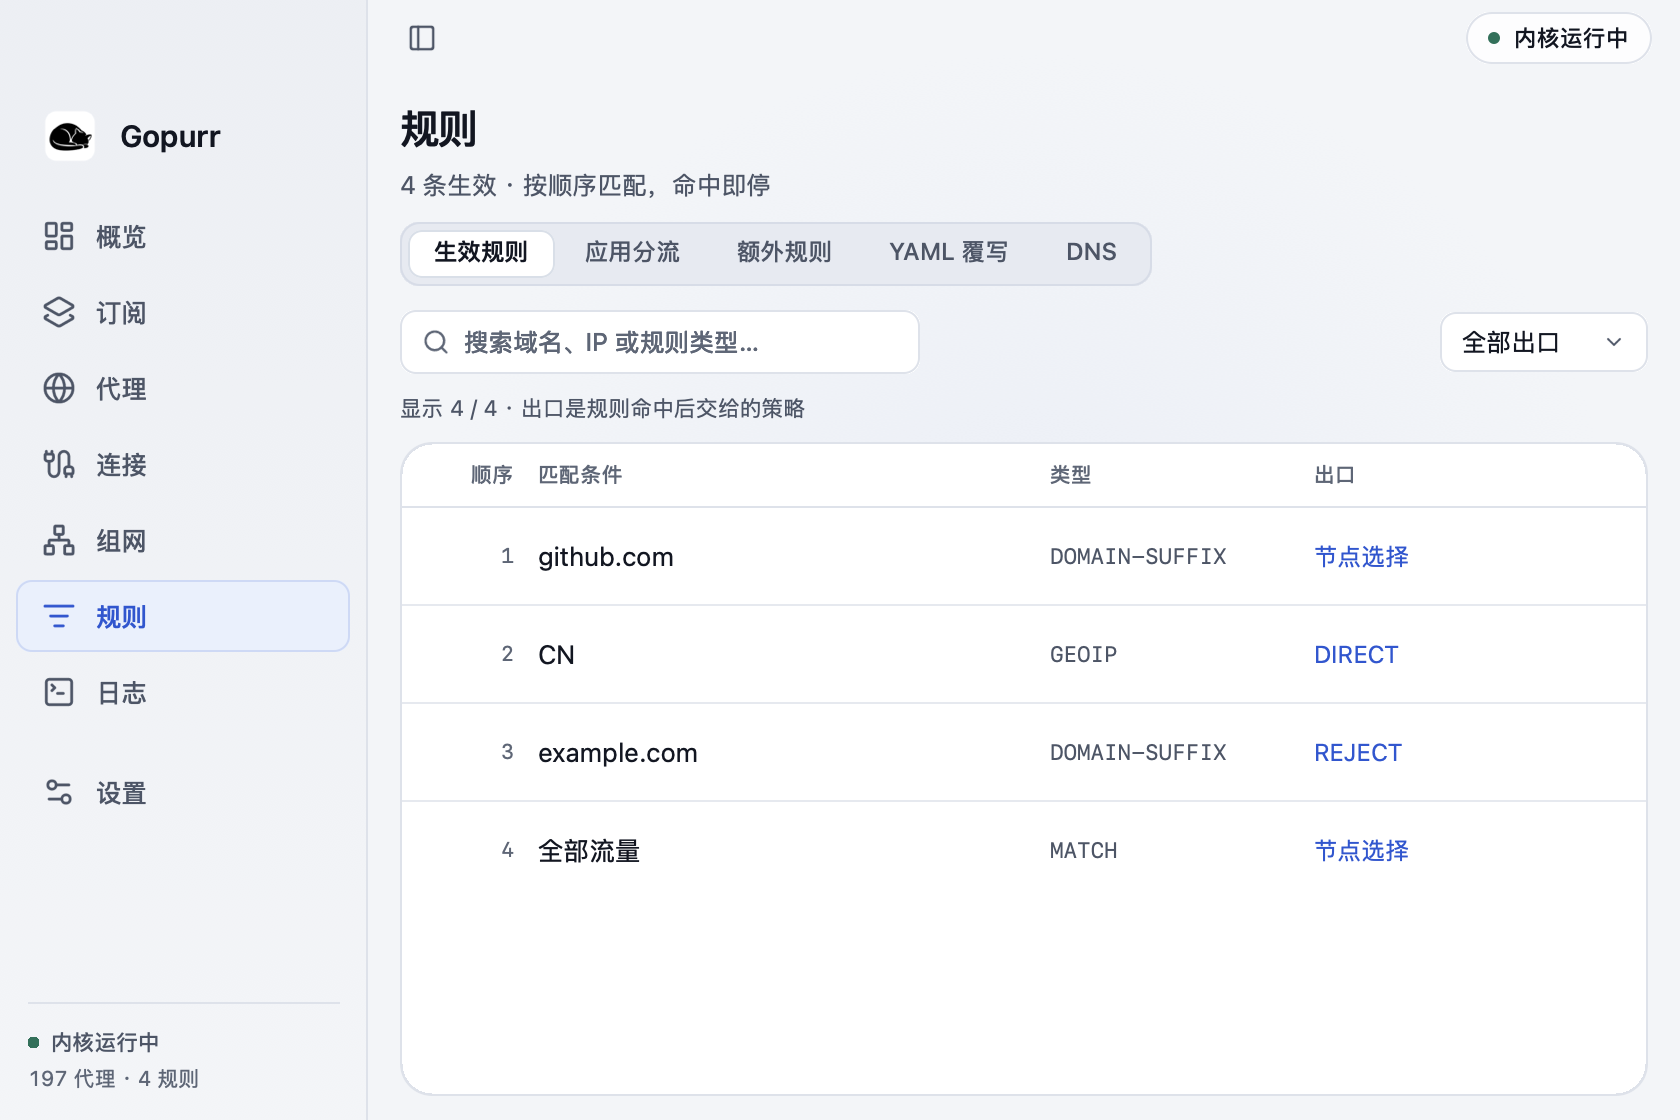 内核运行中
Gopurr
概览
订阅
代理
连接
组网
规则
日志
设置
内核运行中
197 代理 · 4 规则
规则
4 条生效 · 按顺序匹配，命中即停
生效规则 应用分流 额外规则 YAML 覆写 DNS
搜索域名、IP 或规则类型...
全部出口
显示 4 / 4 · 出口是规则命中后交给的策略
顺序 匹配条件 类型 出口
1 github.com DOMAIN-SUFFIX 节点选择
2 CN GEOIP DIRECT
3 example.com DOMAIN-SUFFIX REJECT
4 全部流量 MATCH 节点选择